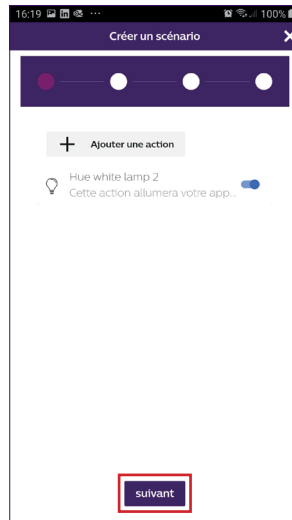 16:19 ... 100%
Créer un scénario
Ajouter une action
Hue white lamp 2
Cette action allumera votre app...
suivant